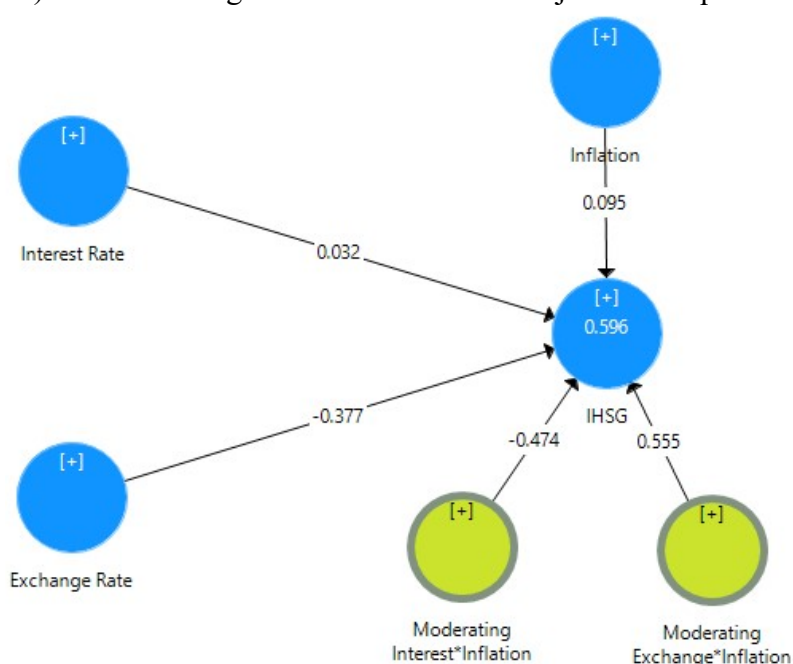 [+]
Inflation
0.095
[+]
Interest Rate
0.032
[+]
0.596
IHSG
[+]
Exchange Rate
-0.377
-0.474
0.555
[+]
Moderating
Interest*Inflation
[+]
Moderating
Exchange*Inflation